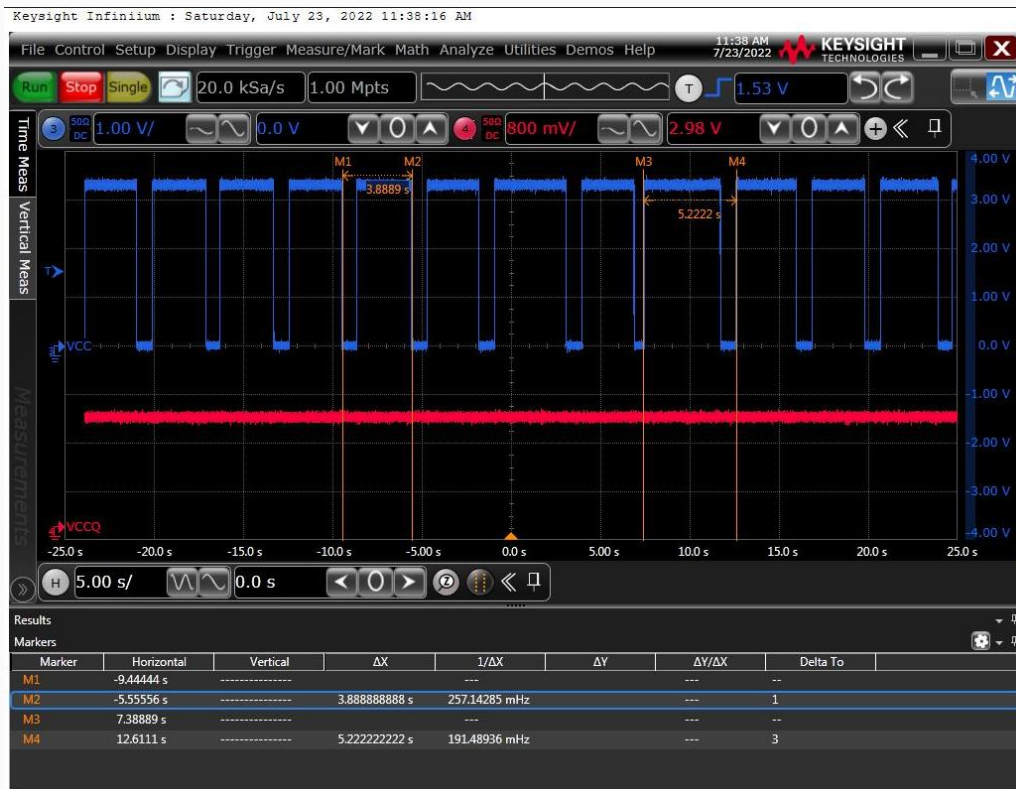 Keysight Infiniium : Saturday, July 23, 2022 11:38:16 AM
File Control Setup Display Trigger Measure/Mark Math Analyze Utilities Demos Help
11:38 AM
7/23/2022
KEYSIGHT
TECHNOLOGIES
Run Stop Single 20.0 kSa/s 1.00 Mpts T 1.53 V
3 50Ω DC 1.00 V/ 0.0 V 0 4 50Ω DC 800 mV/ 2.98 V 0
Time Meas
Vertical Meas
Measurements
M1 M2 M3 M4
3.8889 s
5.2222 s
4.00 V
3.00 V
2.00 V
1.00 V
0.0 V
-1.00 V
-2.00 V
-3.00 V
-4.00 V
T
VCC
VCCQ
-25.0 s -20.0 s -15.0 s -10.0 s -5.00 s 0.0 s 5.00 s 10.0 s 15.0 s 20.0 s 25.0 s
H 5.00 s/ 0.0 s 0 Z
Results
Markers
Marker Horizontal Vertical ΔX 1/ΔX ΔY ΔY/ΔX Delta To
M1 -9.44444 s --------------- --- --- --
M2 -5.55556 s --------------- 3.888888888 s 257.14285 mHz --- 1
M3 7.38889 s --------------- --- --- --
M4 12.6111 s --------------- 5.222222222 s 191.48936 mHz --- 3